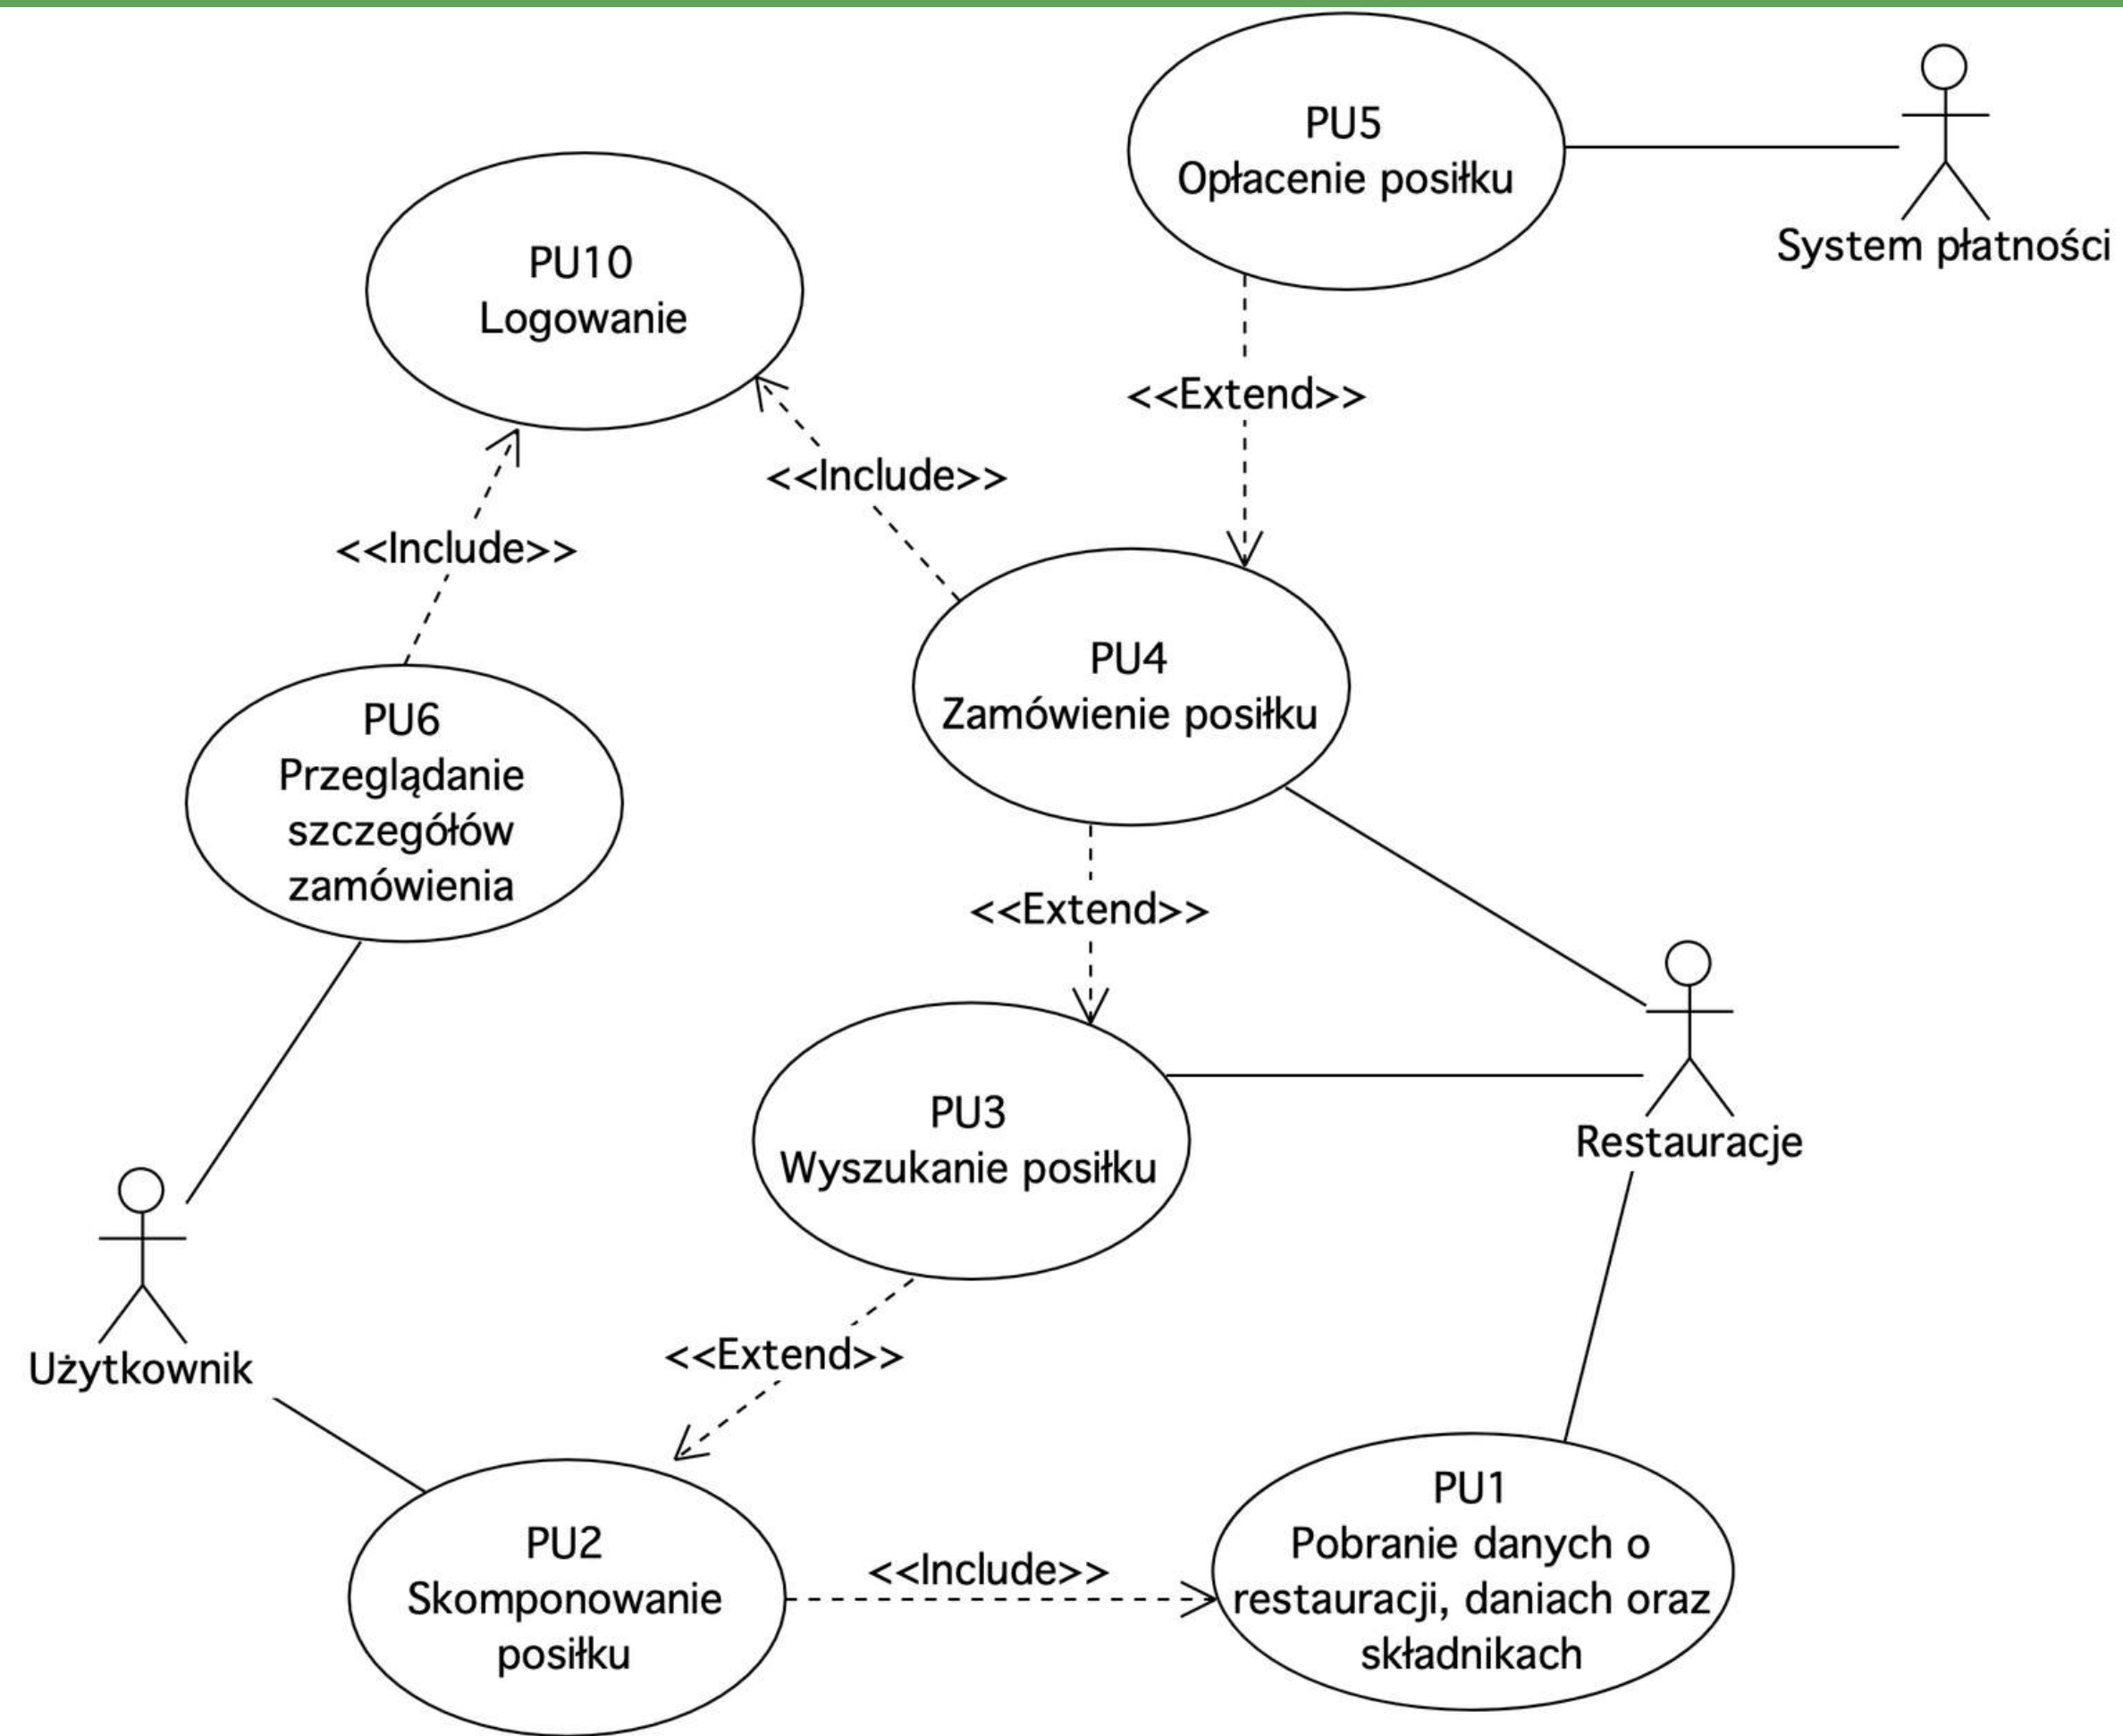 PU5
Opłacenie posiłku
System płatności
PU10
Logowanie
<<Extend>>
<<Include>>
<<Include>>
PU4
Zamówienie posiłku
PU6
Przeglądanie
szczegółów
zamówienia
<<Extend>>
PU3
Wyszukanie posiłku
Restauracje
Użytkownik
<<Extend>>
PU2
Skomponowanie
posiłku
<<Include>>
PU1
Pobranie danych o
restauracji, daniach oraz
składnikach